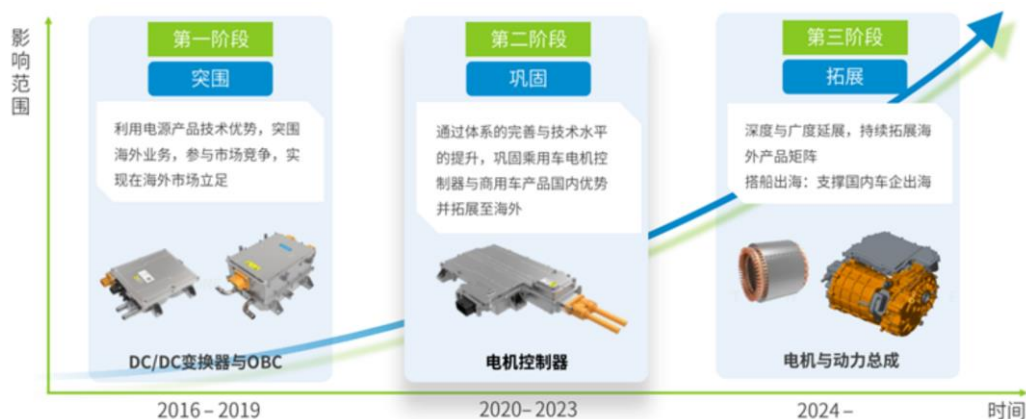 影响范围
第一阶段
突围
利用电源产品技术优势，突围
海外业务，参与市场竞争，实
现在海外市场立足
DC/DC变换器与OBC
2016 – 2019
第二阶段
巩固
通过体系的完善与技术水平
的提升，巩固乘用车电机控
制器与商用车产品国内优势
并拓展至海外
电机控制器
2020– 2023
第三阶段
拓展
深度与广度延展，持续拓展海
外产品矩阵
搭船出海：支撑国内车企出海
电机与动力总成
2024 –
时间